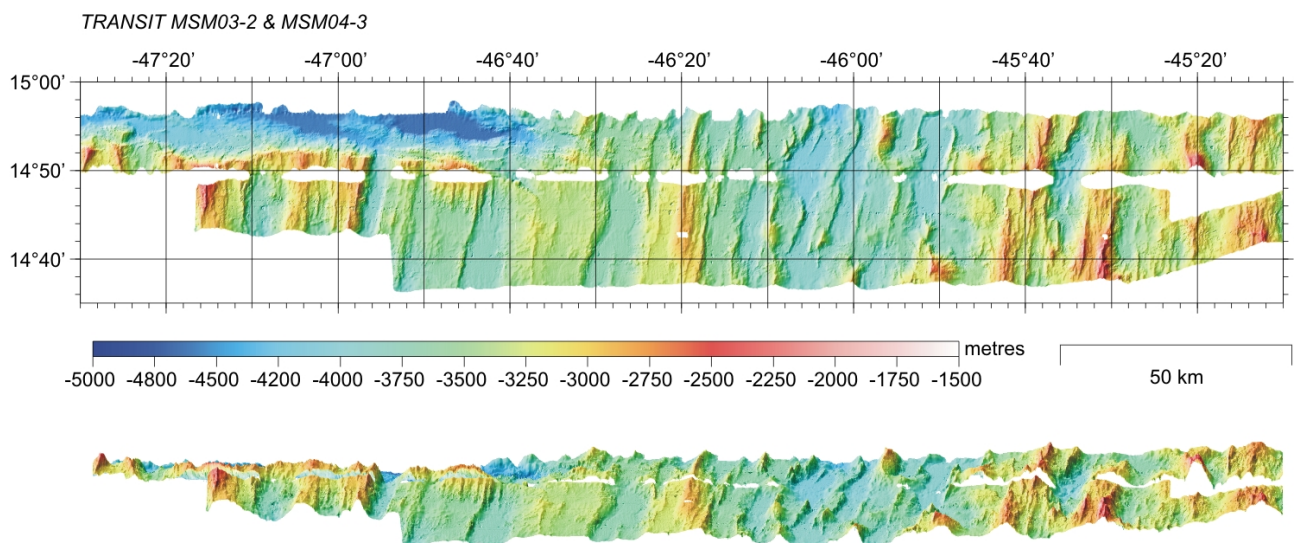 TRANSIT MSM03-2 & MSM04-3
-47°20’ -47°00’ -46°40’ -46°20’ -46°00’ -45°40’ -45°20’
15°00’
14°50’
14°40’
metres
-5000 -4800 -4500 -4200 -4000 -3750 -3500 -3250 -3000 -2750 -2500 -2250 -2000 -1750 -1500
50 km